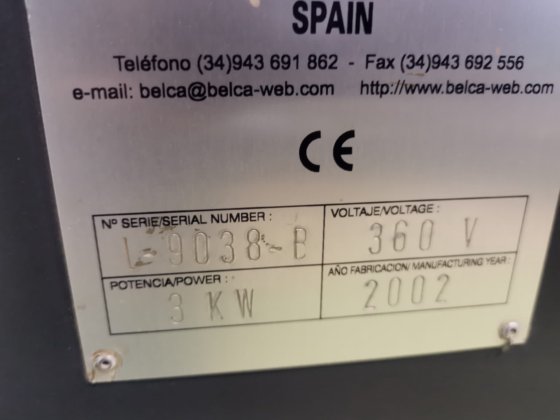 SPAIN
Teléfono (34)943 691 862 - Fax (34)943 692 556
e-mail: belca@belca-web.com http://www.belca-web.com
CE
Nº SERIE/SERIAL NUMBER : VOLTAJE/VOLTAGE :
L-9038-B 360 V
POTENCIA/POWER : AÑO FABRICACION/MANUFACTURING YEAR :
3 KW 2002